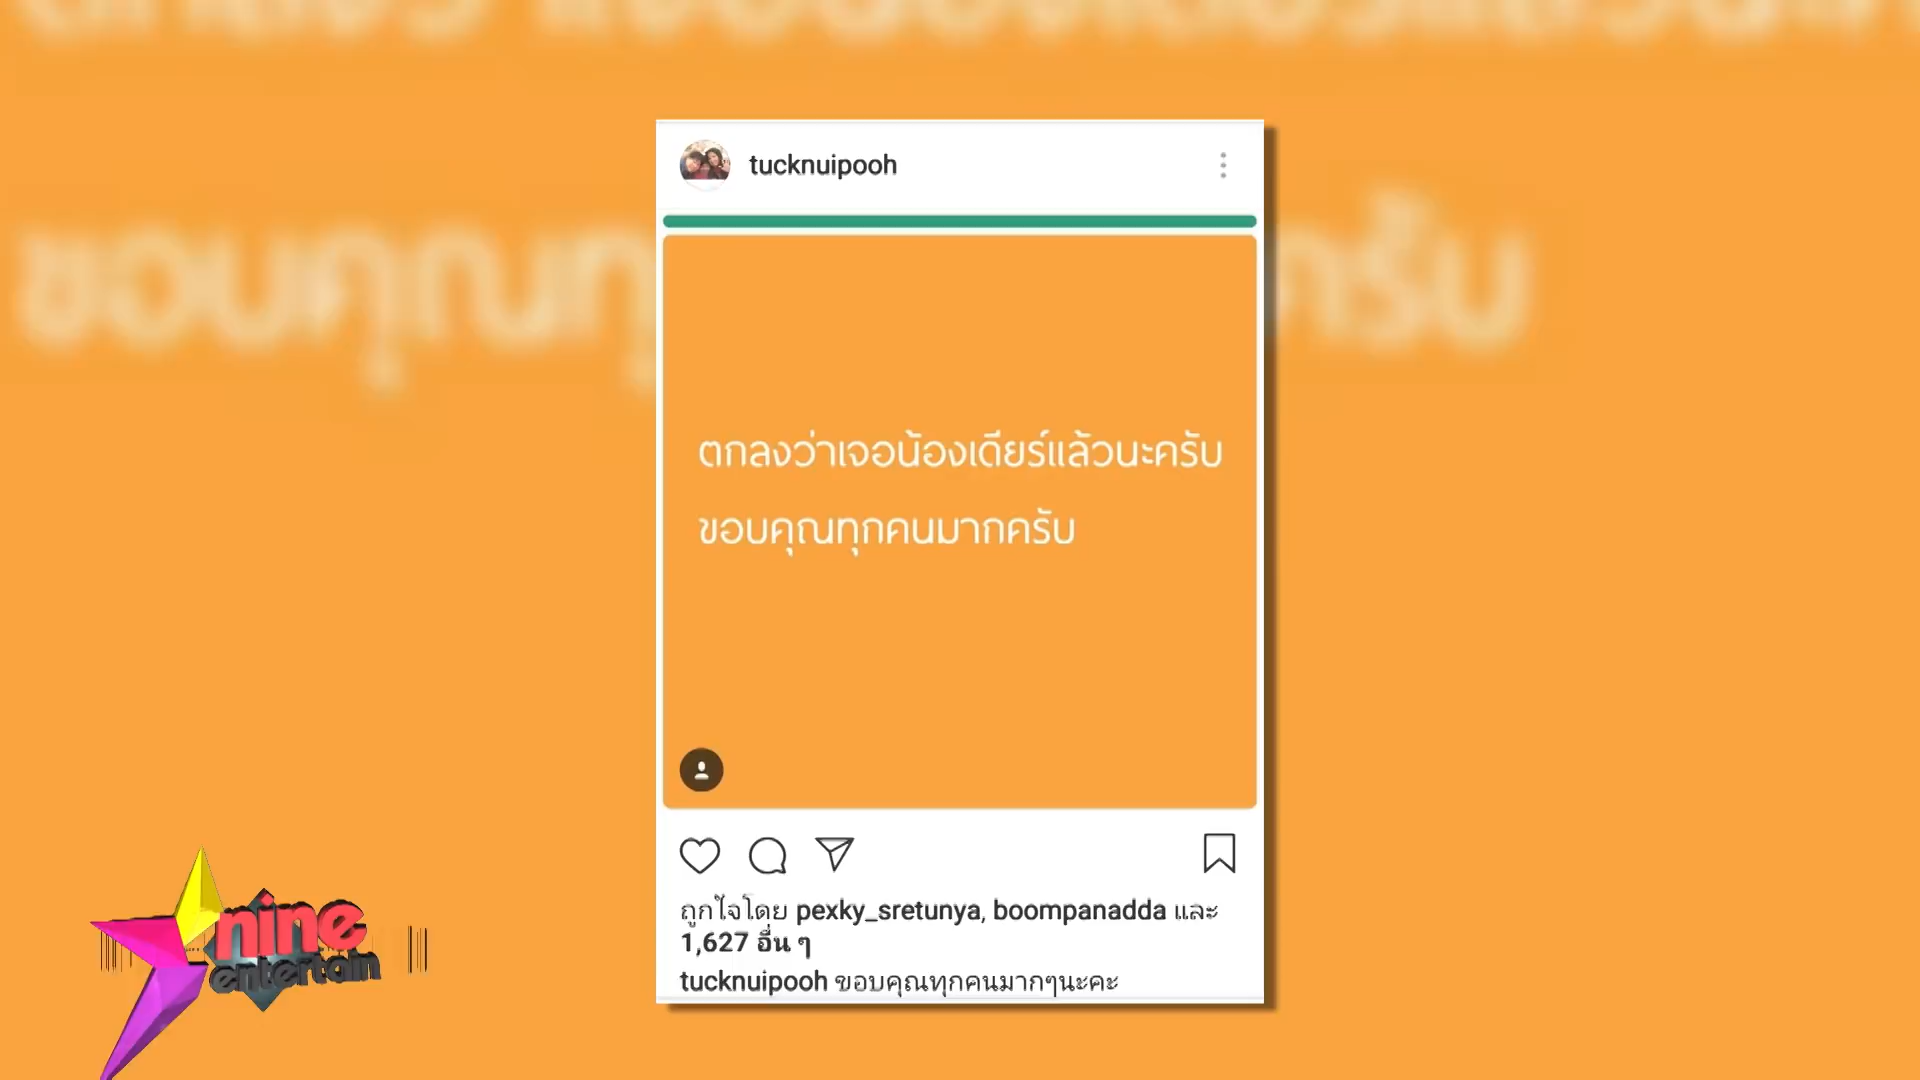 tucknuipooh
ตกลงว่าเจอน้องเดียร์แล้วนะครับ
ขอบคุณทุกคนมากครับ
ถูกใจโดย pexky_sretunya, boompanadda และ
1,627 อื่น ๆ
tucknuipooh ขอบคุณทุกคนมากๆนะคะ
nine
entertain